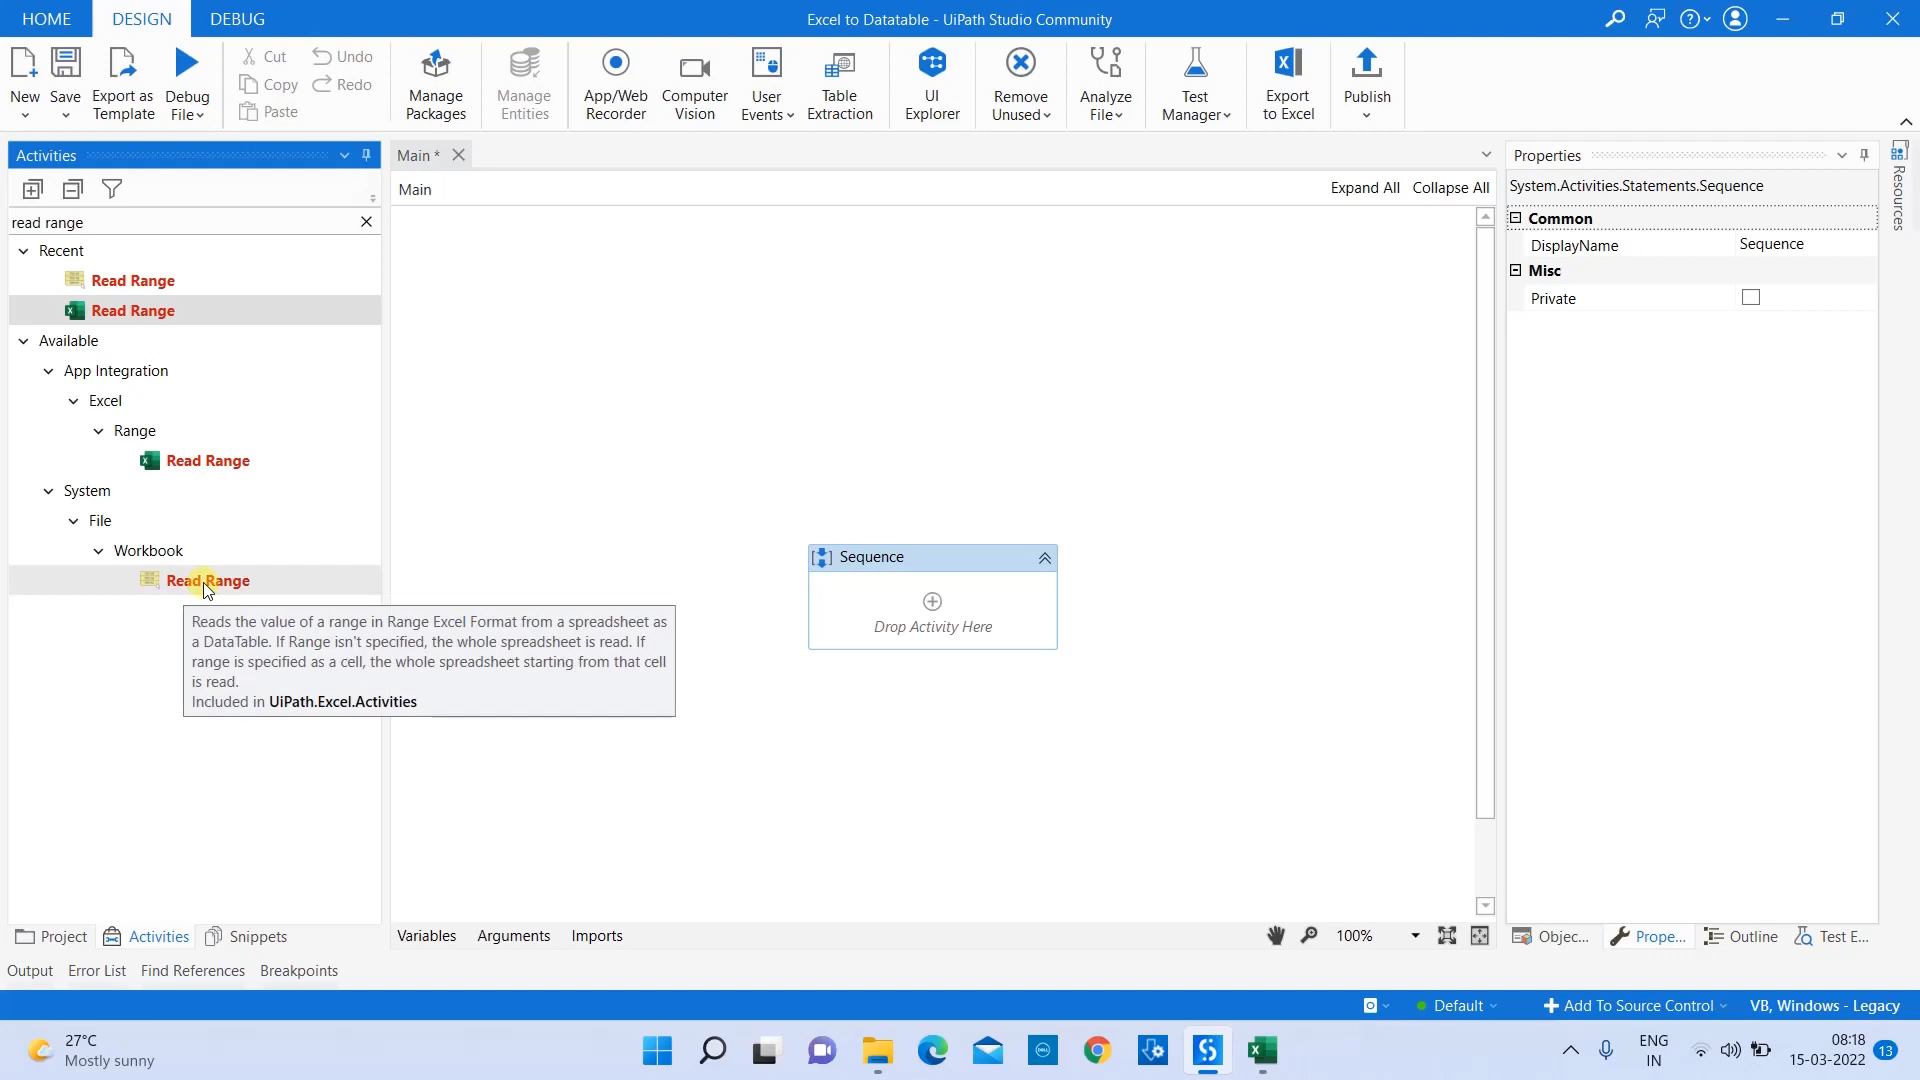 HOME DESIGN DEBUG
Excel to Datatable - UiPath Studio Community
New
Save
Export as
Template
Debug
File
Cut
Copy
Paste
Undo
Redo
Manage
Packages
Manage
Entities
App/Web
Recorder
Computer
Vision
User
Events
Table
Extraction
UI
Explorer
Remove
Unused
Analyze
File
Test
Manager
Export
to Excel
Publish
Activities
read range
Recent
Read Range
Read Range
Available
App Integration
Excel
Range
Read Range
System
File
Workbook
Read Range
Reads the value of a range in Range Excel Format from a spreadsheet as
a DataTable. If Range isn't specified, the whole spreadsheet is read. If
range is specified as a cell, the whole spreadsheet starting from that cell
is read.
Included in UiPath.Excel.Activities
Main *
Main
Expand All Collapse All
Sequence
Drop Activity Here
Properties
System.Activities.Statements.Sequence
Common
DisplayName Sequence
Misc
Private
Resources
Project Activities Snippets
Variables Arguments Imports
100%
Objec... Prope... Outline Test E...
Output Error List Find References Breakpoints
Default Add To Source Control VB, Windows - Legacy
27°C
Mostly sunny
DELL
ENG
IN
08:18
15-03-2022
13